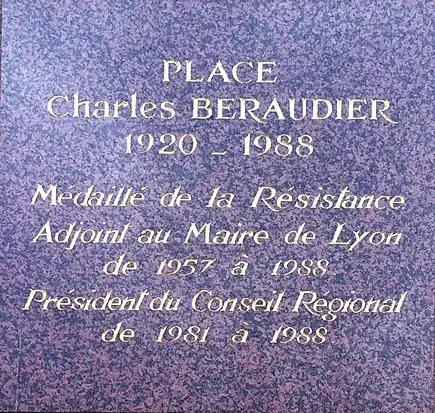 PLACE
Charles BERAUDIER
1920 - 1988
Médaillé de la Résistance
Adjoint au Maire de Lyon
de 1957 à 1988
Président du Conseil Régional
de 1981 à 1988